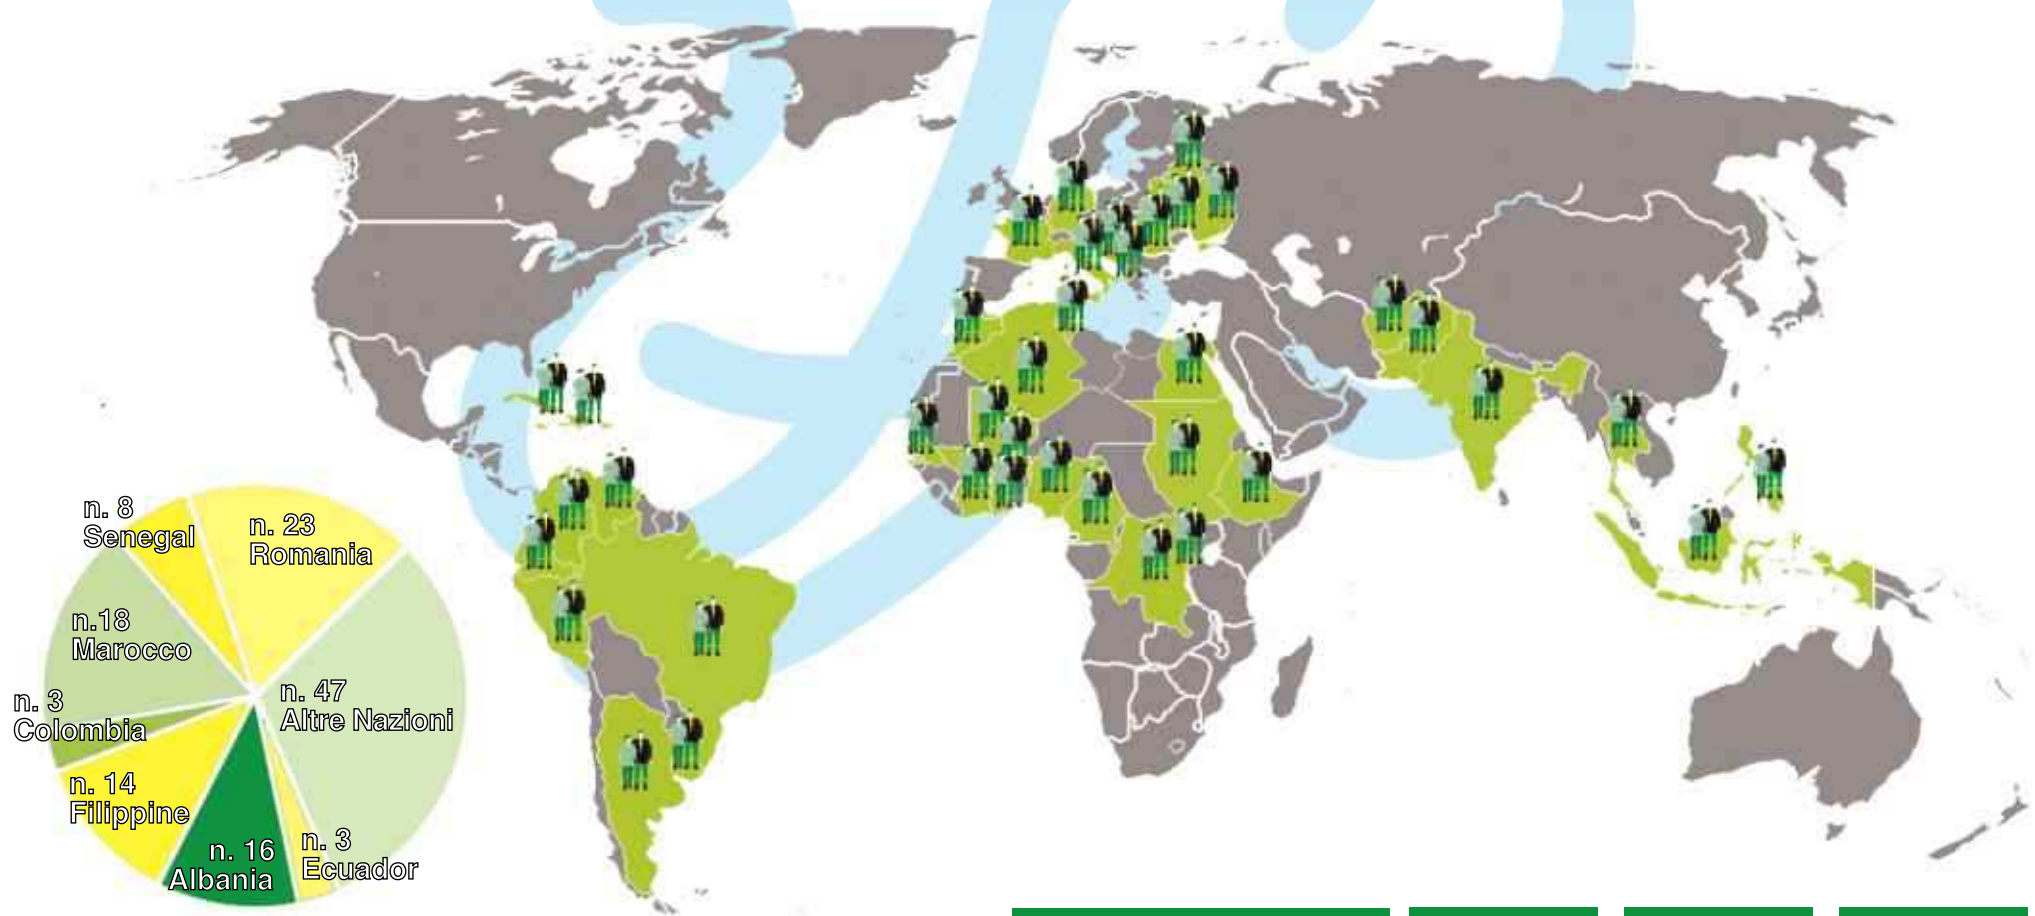 n. 8
Senegal
n. 23
Romania
n.18
Marocco
n. 47
Altre Nazioni
n. 3
Colombia
n. 14
Filippine
n. 16
Albania
n. 3
Ecuador